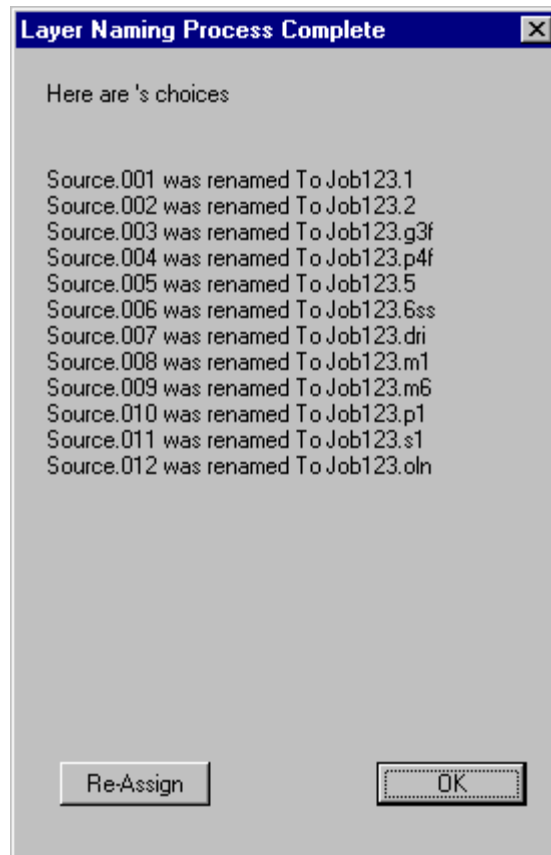 Layer Naming Process Complete
Here are 's choices
Source.001 was renamed To Job123.1
Source.002 was renamed To Job123.2
Source.003 was renamed To Job123.g3f
Source.004 was renamed To Job123.p4f
Source.005 was renamed To Job123.5
Source.006 was renamed To Job123.6ss
Source.007 was renamed To Job123.dri
Source.008 was renamed To Job123.m1
Source.009 was renamed To Job123.m6
Source.010 was renamed To Job123.p1
Source.011 was renamed To Job123.s1
Source.012 was renamed To Job123.oln
Re-Assign
OK